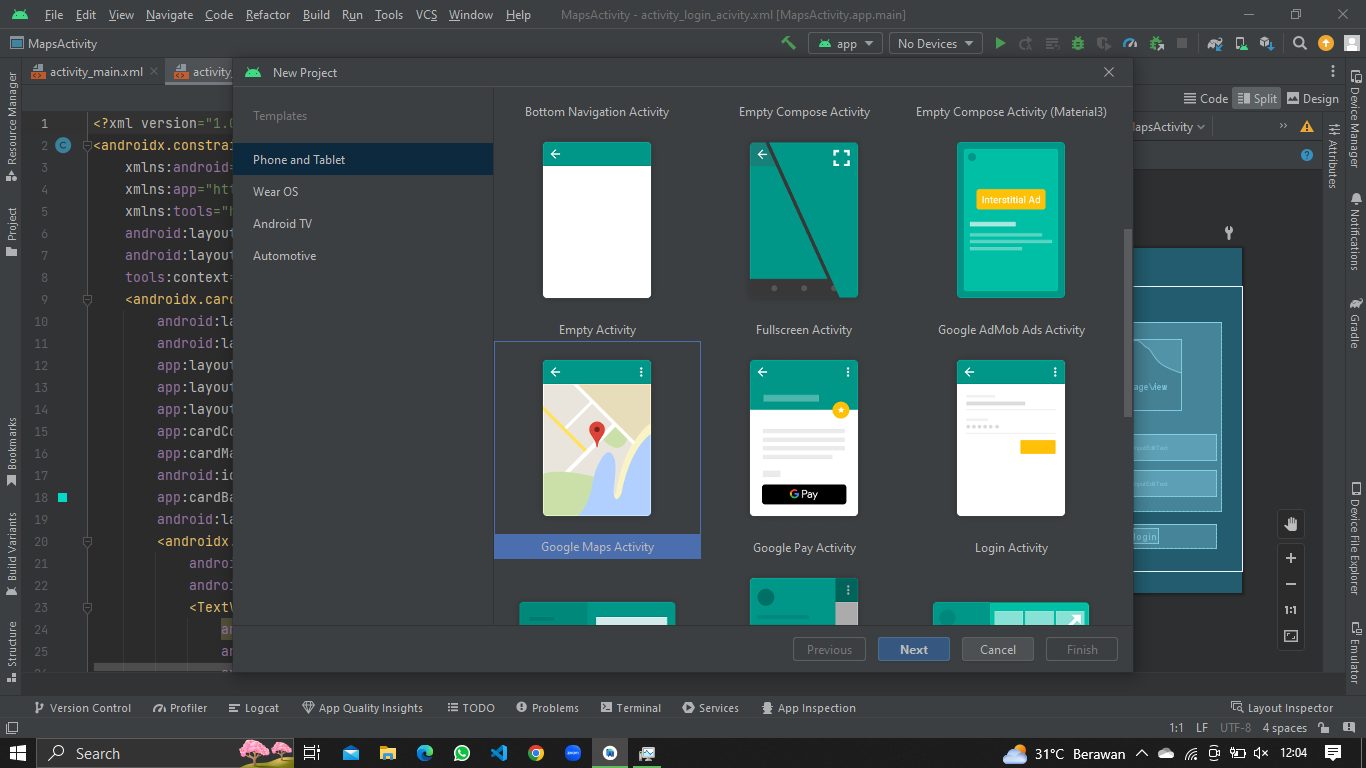 File Edit View Navigate Code Refactor Build Run Tools VCS Window Help MapsActivity - activity_login_acivity.xml [MapsActivity.app.main]
MapsActivity app No Devices
activity_main.xml activity_
New Project
Templates
Phone and Tablet
Wear OS
Android TV
Automotive
Bottom Navigation Activity Empty Compose Activity Empty Compose Activity (Material3)
Interstitial Ad
Empty Activity Fullscreen Activity Google AdMob Ads Activity
G Pay
Google Maps Activity Google Pay Activity Login Activity
Previous Next Cancel Finish
Code Split Design
MapsActivity
1 <?xml version="1.0
2 <androidx.constrai
3 xmlns:android=
4 xmlns:app="htt
5 xmlns:tools="h
6 android:layout
7 android:layout
8 tools:context=
9 <androidx.card
10 android:la
11 android:la
12 app:layout
13 app:layout
14 app:layout
15 app:cardCo
16 app:cardMa
17 android:id
18 app:cardBa
19 android:la
20 <androidx.
21 androi
22 androi
23 <TextV
24 an
25 an
Resource Manager
Project
Bookmarks
Build Variants
Structure
ageView
login
1:1
Attributes
Device Manager
Notifications
Gradle
Device File Explorer
Emulator
Version Control Profiler Logcat App Quality Insights TODO Problems Terminal Services App Inspection Layout Inspector
1:1 LF UTF-8 4 spaces
Search 31°C Berawan 12:04